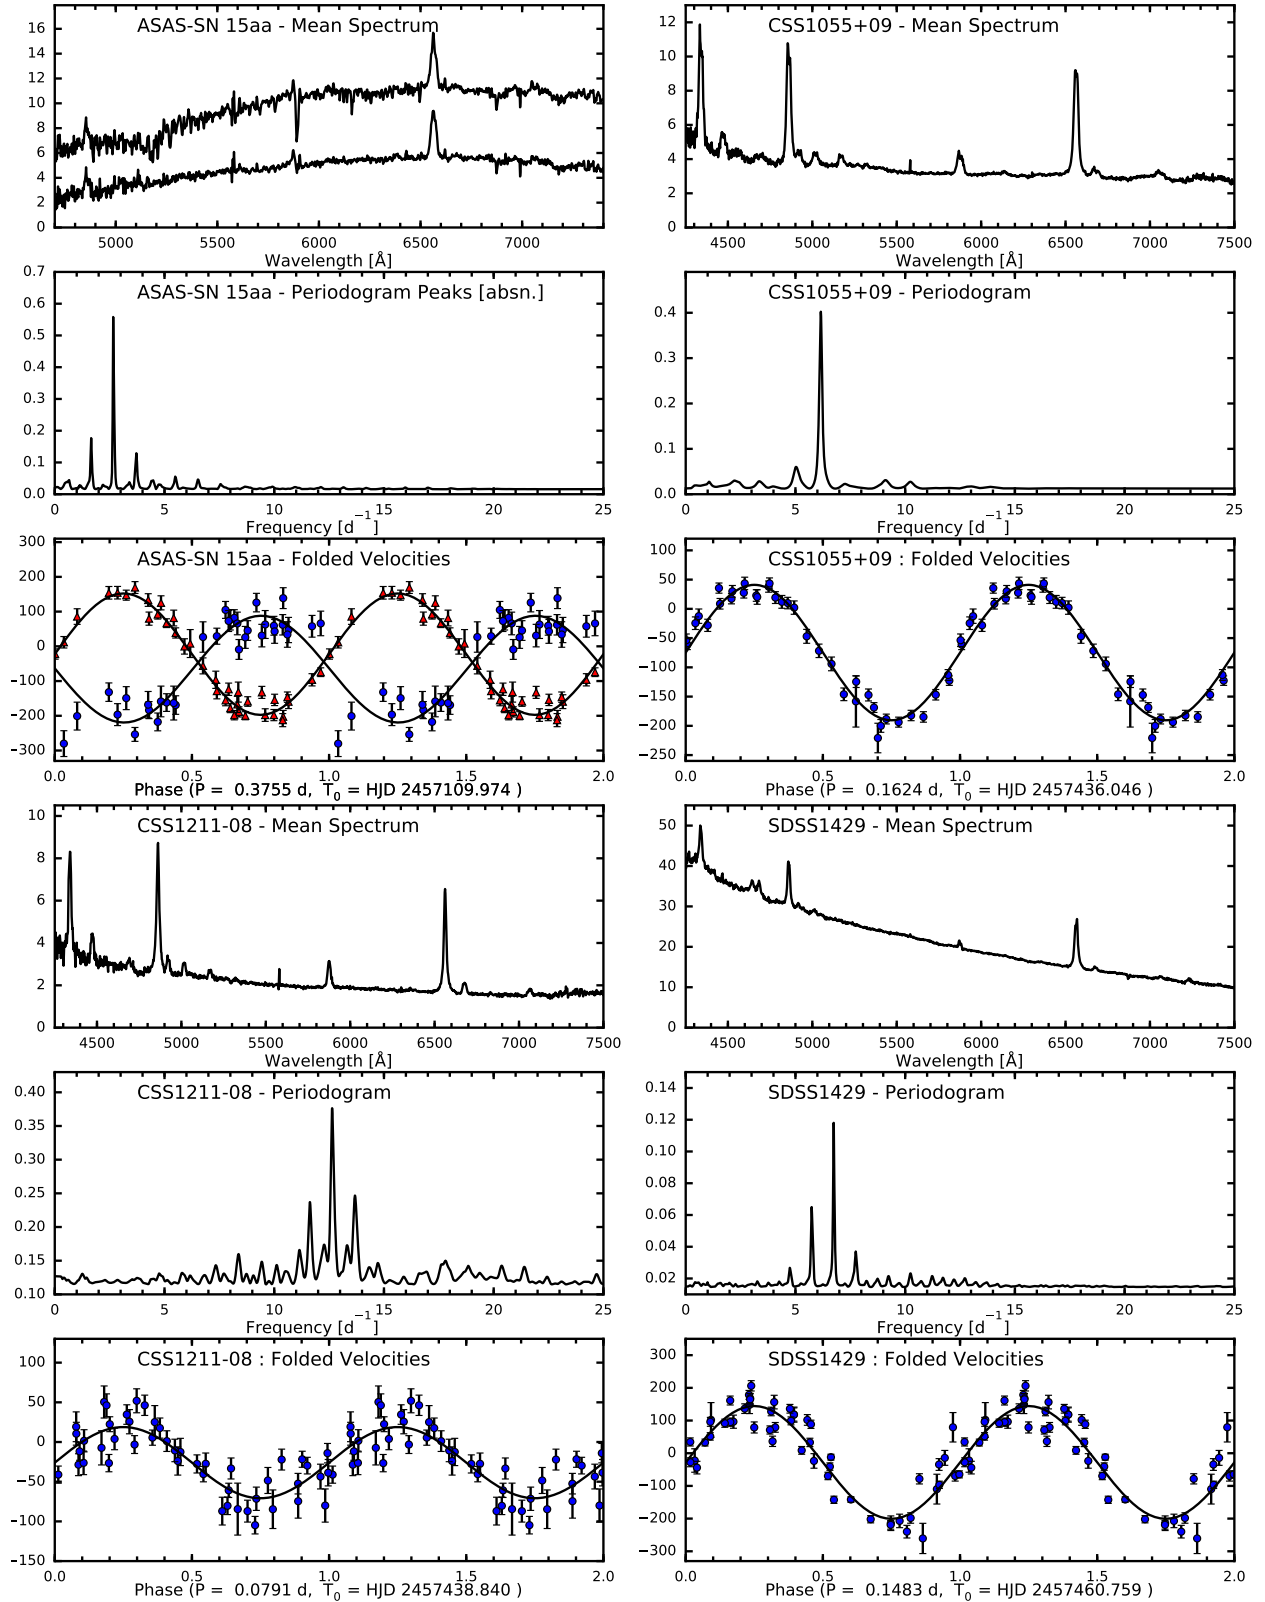 ASAS-SN 15aa - Mean Spectrum
16
14
12
10
8
6
4
2
0
5000 5500 6000 6500 7000
Wavelength [Å]
CSS1055+09 - Mean Spectrum
12
10
8
6
4
2
0
4500 5000 5500 6000 6500 7000 7500
Wavelength [Å]
ASAS-SN 15aa - Periodogram Peaks [absn.]
0.7
0.6
0.5
0.4
0.3
0.2
0.1
0.0
0 5 10 15 20 25
Frequency [d⁻¹]
CSS1055+09 - Periodogram
0.4
0.3
0.2
0.1
0.0
0 5 10 15 20 25
Frequency [d⁻¹]
ASAS-SN 15aa - Folded Velocities
300
200
100
0
−100
−200
−300
0.0 0.5 1.0 1.5 2.0
Phase (P = 0.3755 d, T₀ = HJD 2457109.974 )
CSS1055+09 : Folded Velocities
100
50
0
−50
−100
−150
−200
−250
0.0 0.5 1.0 1.5 2.0
Phase (P = 0.1624 d, T₀ = HJD 2457436.046 )
CSS1211-08 - Mean Spectrum
10
8
6
4
2
0
4500 5000 5500 6000 6500 7000 7500
Wavelength [Å]
SDSS1429 - Mean Spectrum
50
40
30
20
10
0
4500 5000 5500 6000 6500 7000 7500
Wavelength [Å]
CSS1211-08 - Periodogram
0.40
0.35
0.30
0.25
0.20
0.15
0.10
0 5 10 15 20 25
Frequency [d⁻¹]
SDSS1429 - Periodogram
0.14
0.12
0.10
0.08
0.06
0.04
0.02
0 5 10 15 20 25
Frequency [d⁻¹]
CSS1211-08 : Folded Velocities
100
50
0
−50
−100
−150
0.0 0.5 1.0 1.5 2.0
Phase (P = 0.0791 d, T₀ = HJD 2457438.840 )
SDSS1429 : Folded Velocities
300
200
100
0
−100
−200
−300
0.0 0.5 1.0 1.5 2.0
Phase (P = 0.1483 d, T₀ = HJD 2457460.759 )